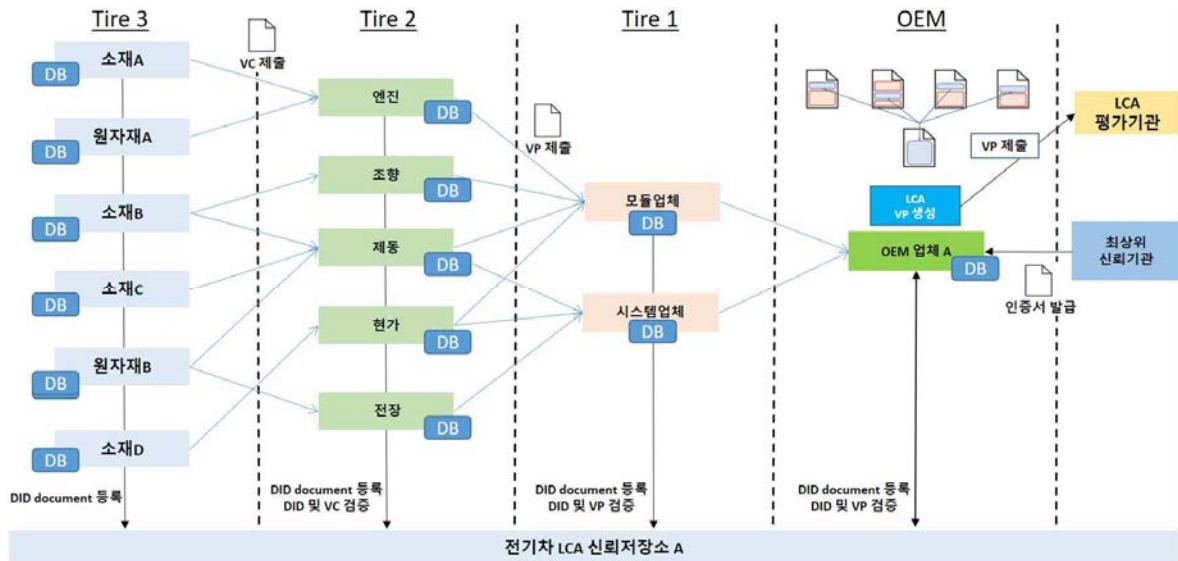 Tire 3
Tire 2
Tire 1
OEM
소재A
DB
VC 제출
원자재A
DB
소재B
DB
소재C
DB
원자재B
DB
소재D
DB
DID document 등록
엔진
DB
조향
DB
제동
DB
현가
DB
전장
DB
DID document 등록
DID 및 VC 검증
VP 제출
모듈업체
DB
시스템업체
DB
DID document 등록
DID 및 VP 검증
LCA
VP 생성
OEM 업체 A
DB
DID document 등록
DID 및 VP 검증
VP 제출
LCA
평가기관
최상위
신뢰기관
인증서 발급
전기차 LCA 신뢰저장소 A